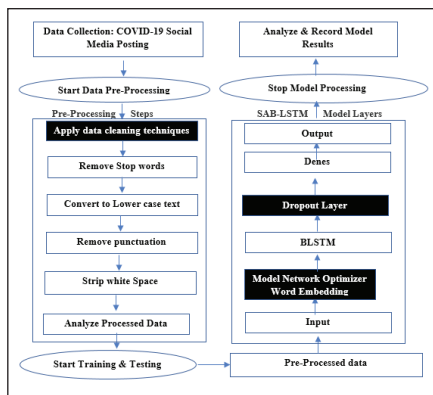 Data Collection: COVID-19 Social
Media Posting
Start Data Pre-Processing
Pre-Processing Steps
Apply data cleaning techniques
Remove Stop words
Convert to Lower case text
Remove punctuation
Strip white Space
Analyze Processed Data
Start Training & Testing
Analyze & Record Model
Results
Stop Model Processing
SAB-LSTM Model Layers
Output
Denes
Dropout Layer
BLSTM
Model Network Optimizer
Word Embedding
Input
Pre-Processed data